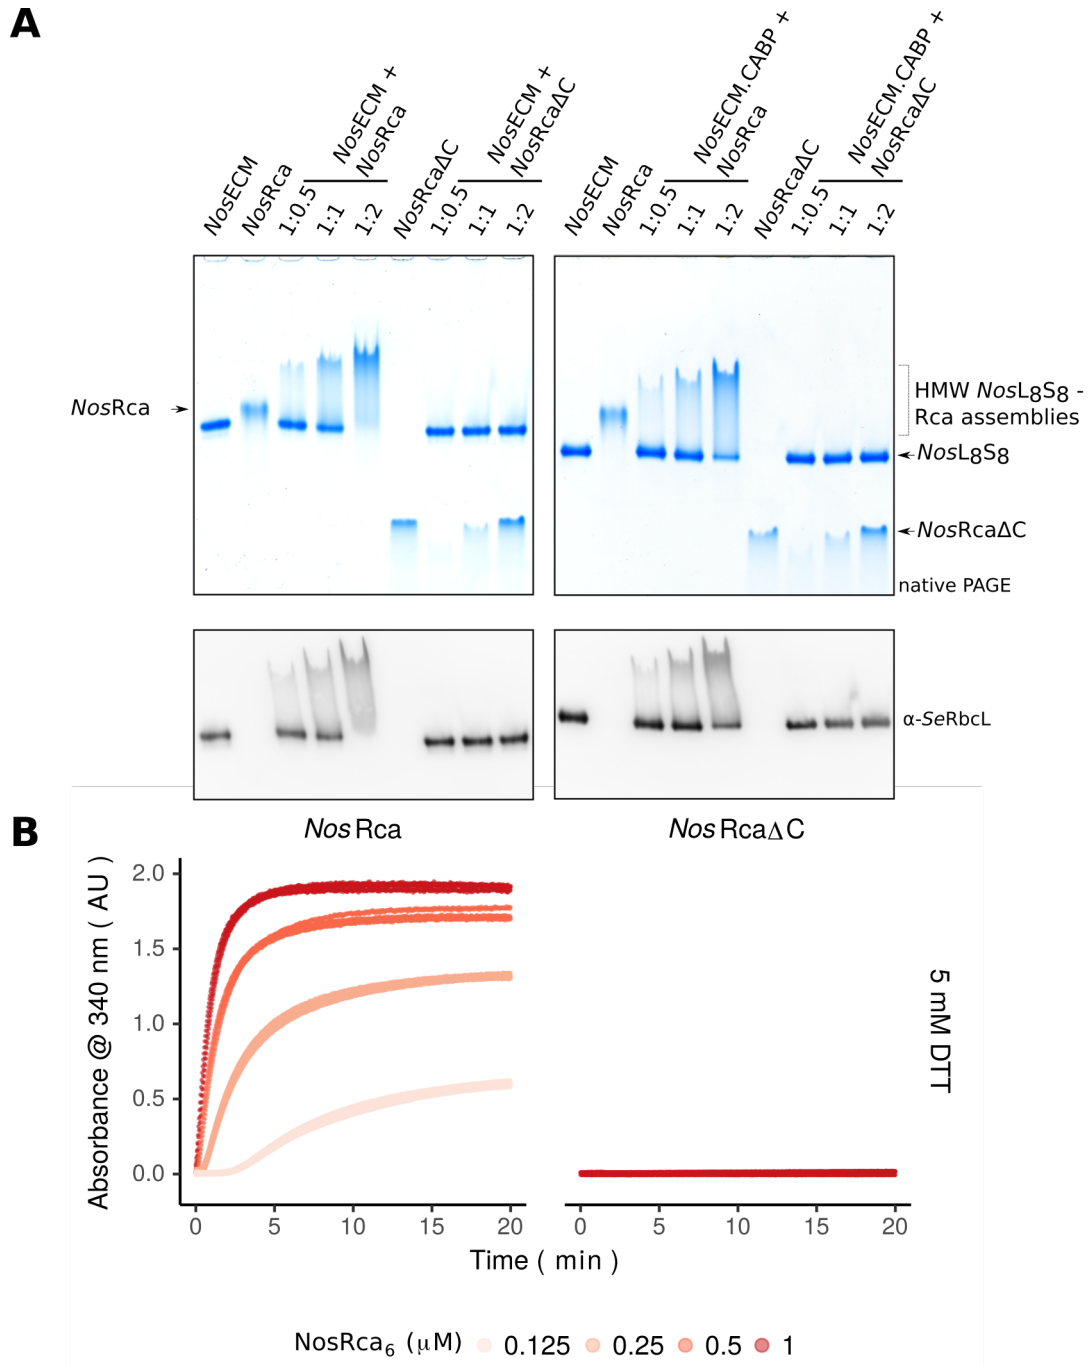 A
NosECM
NosRca
1:0.5
1:1
1:2
NosECM +
NosRca
NosRcaΔC
1:0.5
1:1
1:2
NosECM +
NosRcaΔC
NosECM
NosRca
1:0.5
1:1
1:2
NosECM.CABP +
NosRca
NosRcaΔC
1:0.5
1:1
1:2
NosECM.CABP +
NosRcaΔC
NosRca
HMW NosL8S8 -
Rca assemblies
NosL8S8
NosRcaΔC
native PAGE
α-SeRbcL
B
NosRca
NosRcaΔC
Absorbance @ 340 nm ( AU )
2.0
1.5
1.0
0.5
0.0
0 5 10 15 20
0 5 10 15 20
Time ( min )
5 mM DTT
NosRca6 (μM) 0.125 0.25 0.5 1